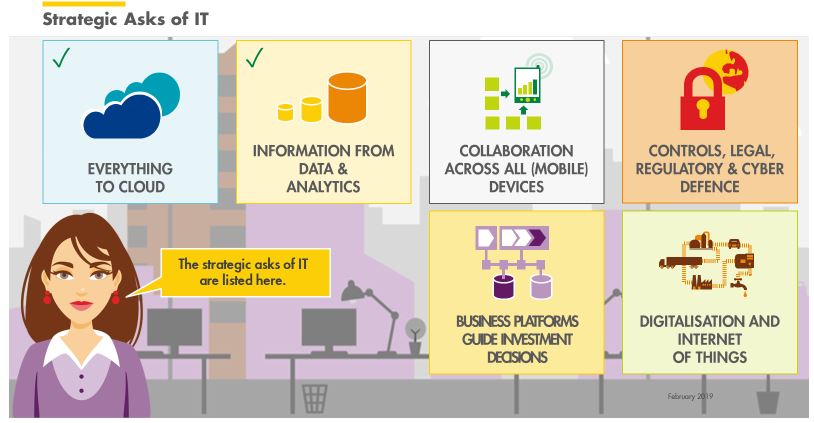 Strategic Asks of IT
EVERYTHING
TO CLOUD
INFORMATION FROM
DATA &
ANALYTICS
COLLABORATION
ACROSS ALL (MOBILE)
DEVICES
CONTROLS, LEGAL,
REGULATORY & CYBER
DEFENCE
The strategic asks of IT
are listed here.
BUSINESS PLATFORMS
GUIDE INVESTMENT
DECISIONS
DIGITALISATION AND
INTERNET
OF THINGS
February 2019